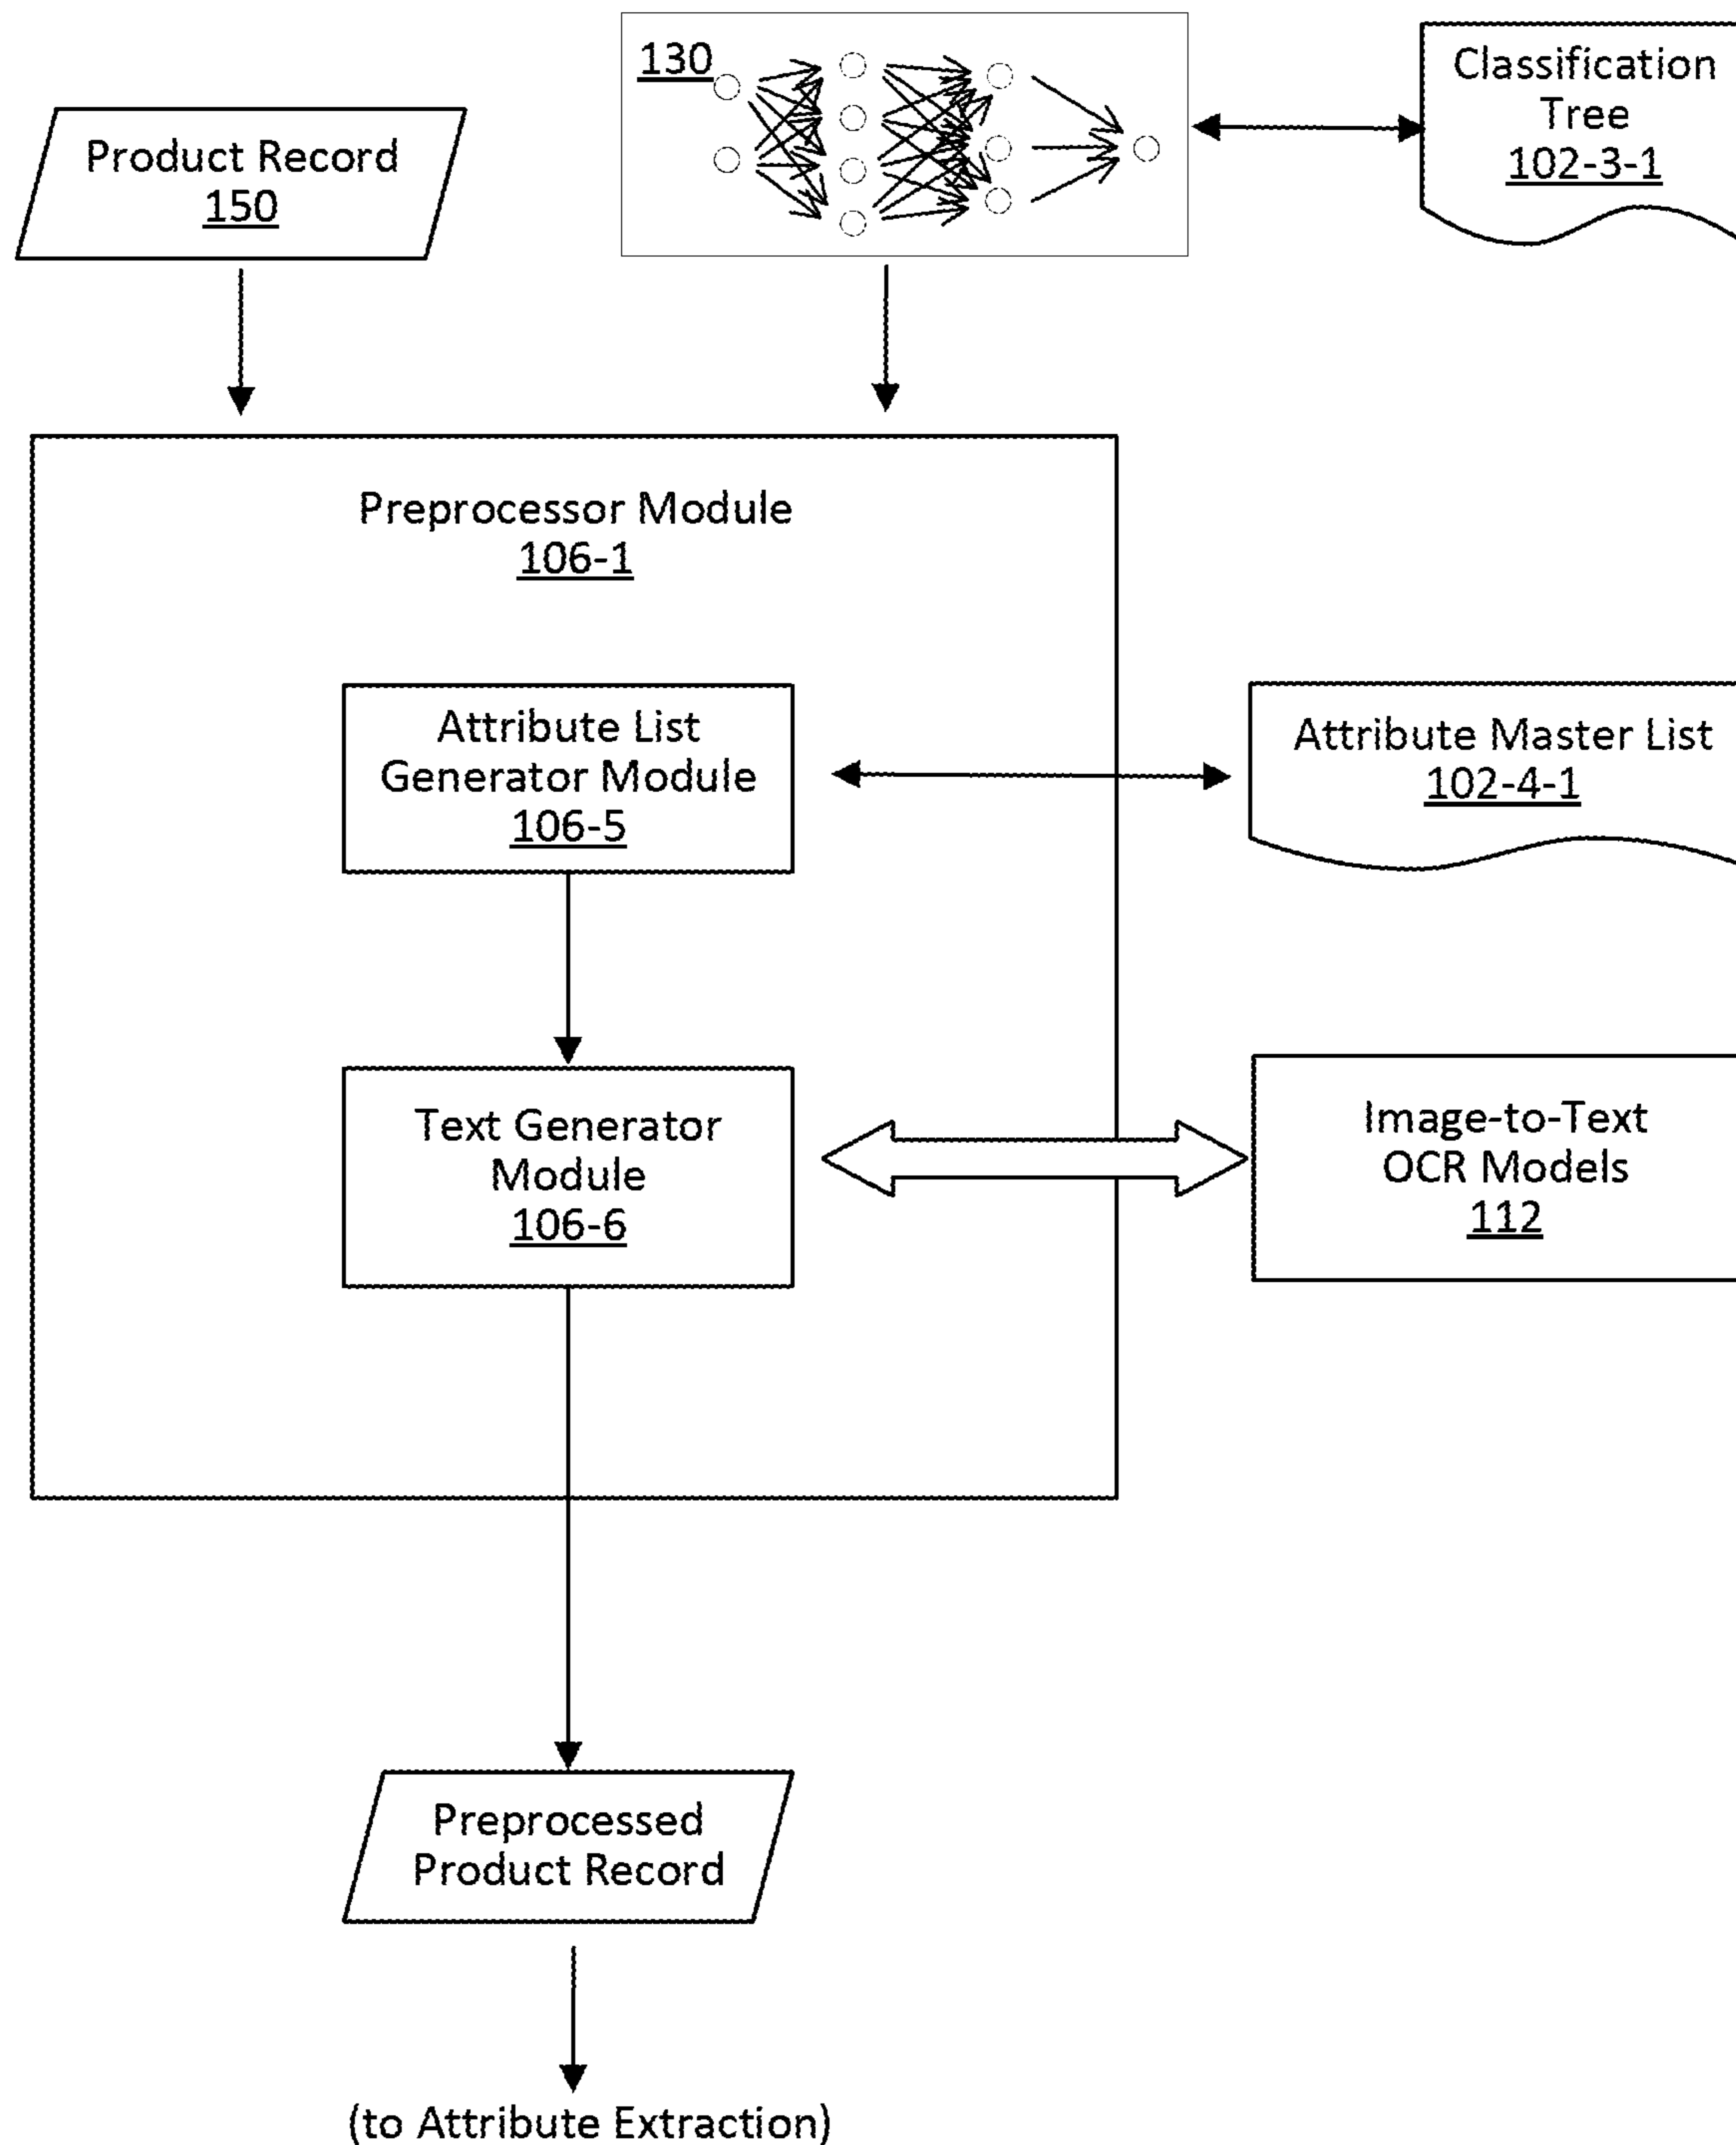 130
Classification
Tree
102-3-1
Product Record
150
Preprocessor Module
106-1
Attribute List
Generator Module
106-5
Attribute Master List
102-4-1
Text Generator
Module
106-6
Image-to-Text
OCR Models
112
Preprocessed
Product Record
(to Attribute Extraction)